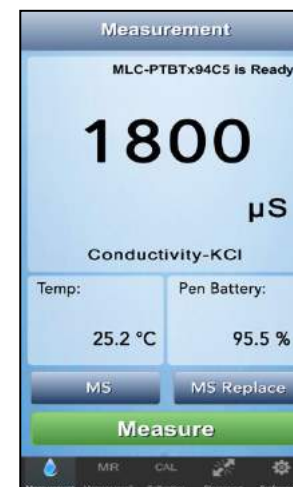 Measurement
MLC-PTBTx94C5 is Ready
1800
µS
Conductivity-KCl
Temp: Pen Battery:
25.2 °C 95.5 %
MS MS Replace
Measure
MR CAL